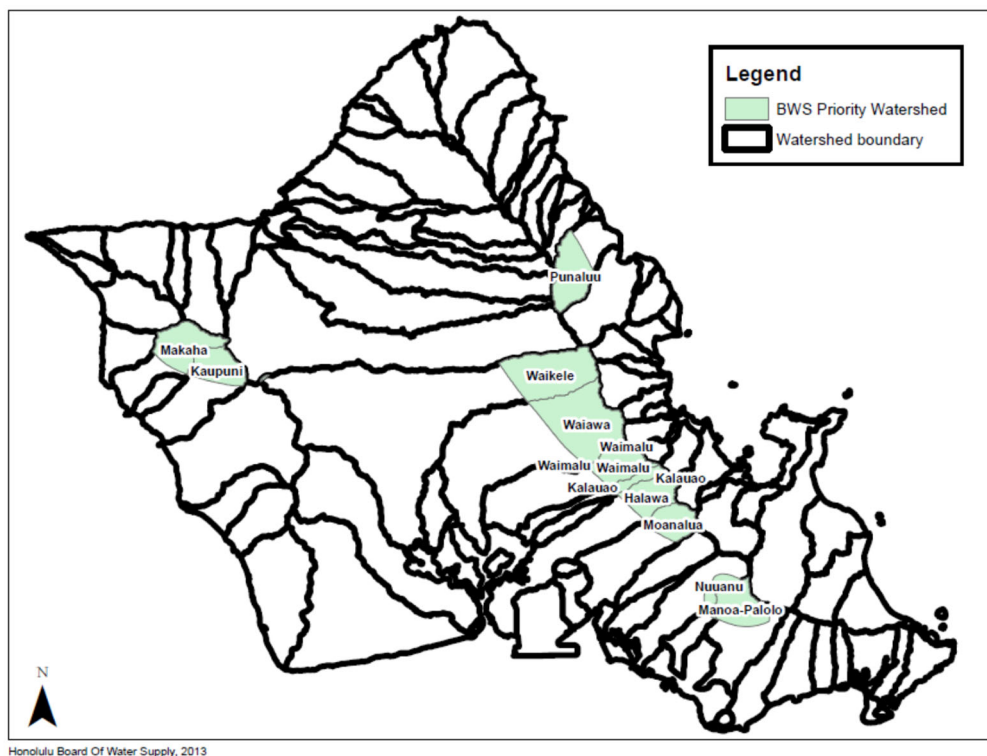 Legend
BWS Priority Watershed
Watershed boundary
Punaluu
Makaha
Kaupuni
Waikele
Waiawa
Waimalu
Waimalu
Waimalu
Kalauao
Kalauao
Halawa
Moanalua
Nuuanu
Manoa-Palolo
N
Honolulu Board Of Water Supply, 2013